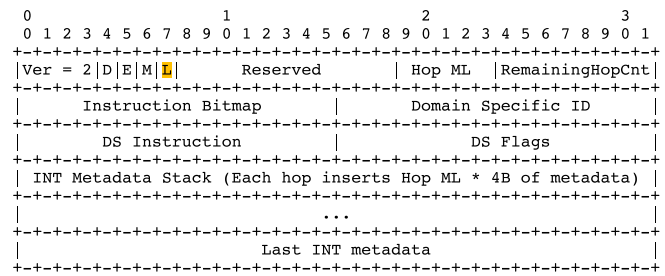 0                   1                   2                   3
0 1 2 3 4 5 6 7 8 9 0 1 2 3 4 5 6 7 8 9 0 1 2 3 4 5 6 7 8 9 0 1
+-+-+-+-+-+-+-+-+-+-+-+-+-+-+-+-+-+-+-+-+-+-+-+-+-+-+-+-+-+-+-+-+
|Ver = 2|D|E|M|L|       Reserved      | Hop ML  |RemainingHopCnt|
+-+-+-+-+-+-+-+-+-+-+-+-+-+-+-+-+-+-+-+-+-+-+-+-+-+-+-+-+-+-+-+-+
|      Instruction Bitmap       |       Domain Specific ID      |
+-+-+-+-+-+-+-+-+-+-+-+-+-+-+-+-+-+-+-+-+-+-+-+-+-+-+-+-+-+-+-+-+
|        DS Instruction         |             DS Flags          |
+-+-+-+-+-+-+-+-+-+-+-+-+-+-+-+-+-+-+-+-+-+-+-+-+-+-+-+-+-+-+-+-+
| INT Metadata Stack (Each hop inserts Hop ML * 4B of metadata) |
+-+-+-+-+-+-+-+-+-+-+-+-+-+-+-+-+-+-+-+-+-+-+-+-+-+-+-+-+-+-+-+-+
|                              ...                              |
+-+-+-+-+-+-+-+-+-+-+-+-+-+-+-+-+-+-+-+-+-+-+-+-+-+-+-+-+-+-+-+-+
|                        Last INT metadata                      |
+-+-+-+-+-+-+-+-+-+-+-+-+-+-+-+-+-+-+-+-+-+-+-+-+-+-+-+-+-+-+-+-+